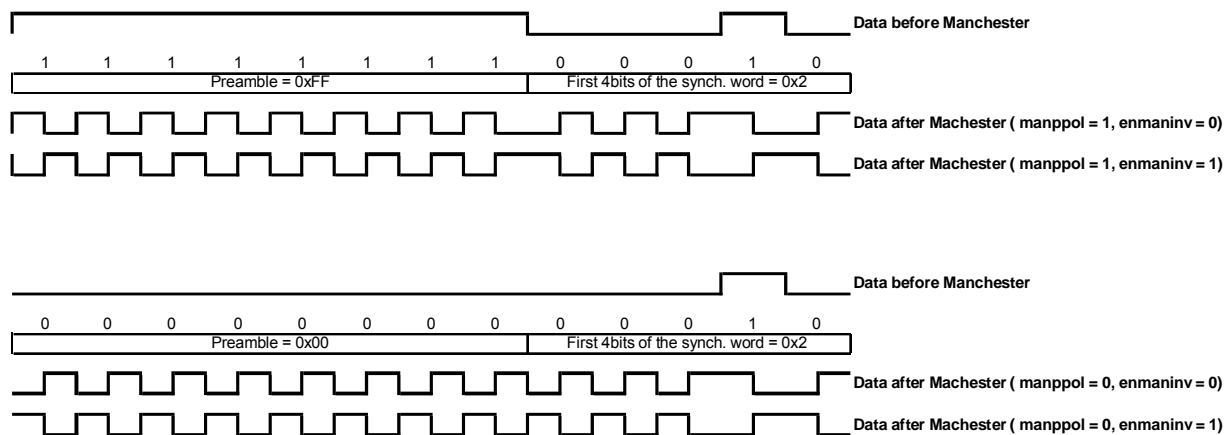 Data before Manchester
1 1 1 1 1 1 1 1 0 0 0 1 0
Preamble = 0xFF First 4bits of the synch. word = 0x2
Data after Machester ( manppol = 1, enmaninv = 0)
Data after Machester ( manppol = 1, enmaninv = 1)
Data before Manchester
0 0 0 0 0 0 0 0 0 0 0 1 0
Preamble = 0x00 First 4bits of the synch. word = 0x2
Data after Machester ( manppol = 0, enmaninv = 0)
Data after Machester ( manppol = 0, enmaninv = 1)